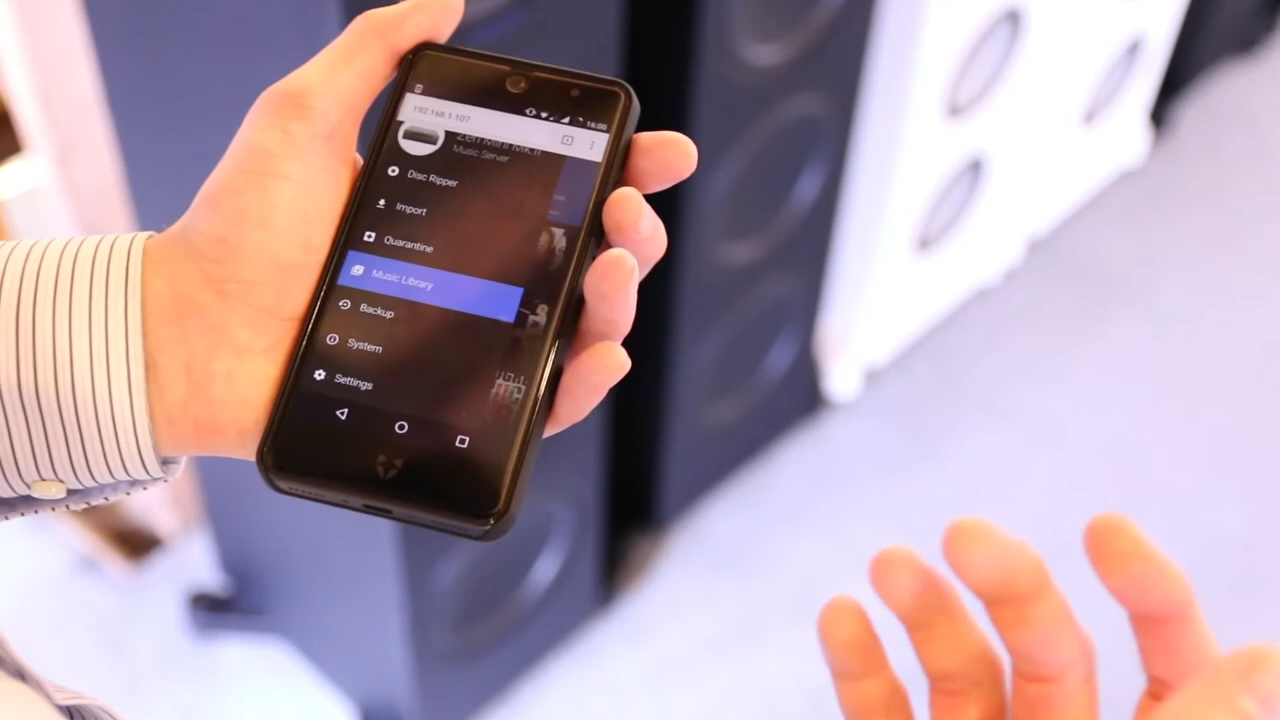 192.168.1.107
16:00
Zen Mini Mk.II
Music Server
Disc Ripper
Import
Quarantine
Music Library
Backup
System
Settings